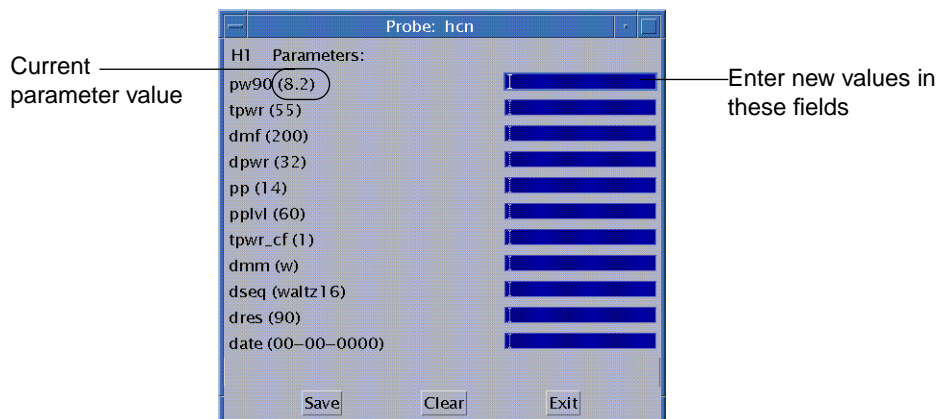 Probe: hcn
H1 Parameters:
Current
parameter value
pw90 (8.2)
Enter new values in
these fields
tpwr (55)
dmf (200)
dpwr (32)
pp (14)
pplvl (60)
tpwr_cf (1)
dmm (w)
dseq (waltz16)
dres (90)
date (00-00-0000)
Save Clear Exit